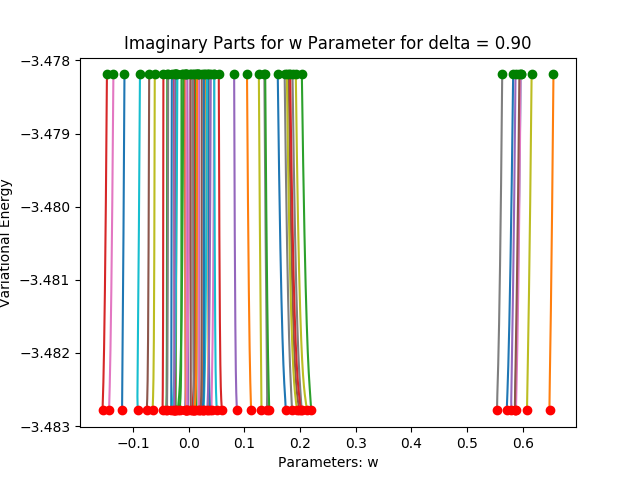 Imaginary Parts for w Parameter for delta = 0.90
−3.478
−3.479
−3.480
−3.481
−3.482
−3.483
Variational Energy
−0.1 0.0 0.1 0.2 0.3 0.4 0.5 0.6
Parameters: w